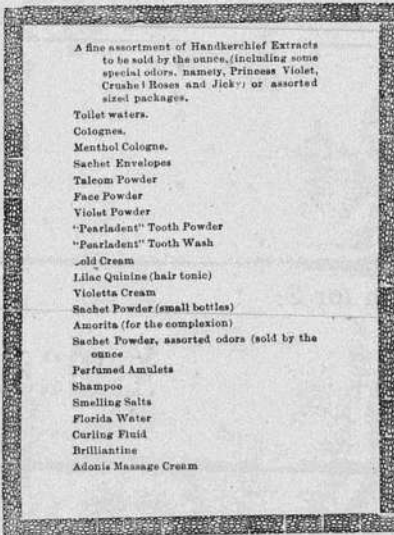 A fine assortment of Handkerchief Extracts
to be sold by the ounce, (including some
special odors, namely, Princess Violet,
Crushed Roses and Jicky) or assorted
sized packages.
Toilet waters.
Colognes.
Menthol Cologne.
Sachet Envelopes
Talcom Powder
Face Powder
Violet Powder
"Pearladent" Tooth Powder
"Pearladent" Tooth Wash
Cold Cream
Lilac Quinine (hair tonic)
Violetta Cream
Sachet Powder (small bottles)
Amorita (for the complexion)
Sachet Powder, assorted odors (sold by the
ounce
Perfumed Amulets
Shampoo
Smelling Salts
Florida Water
Curling Fluid
Brilliantine
Adonis Massage Cream